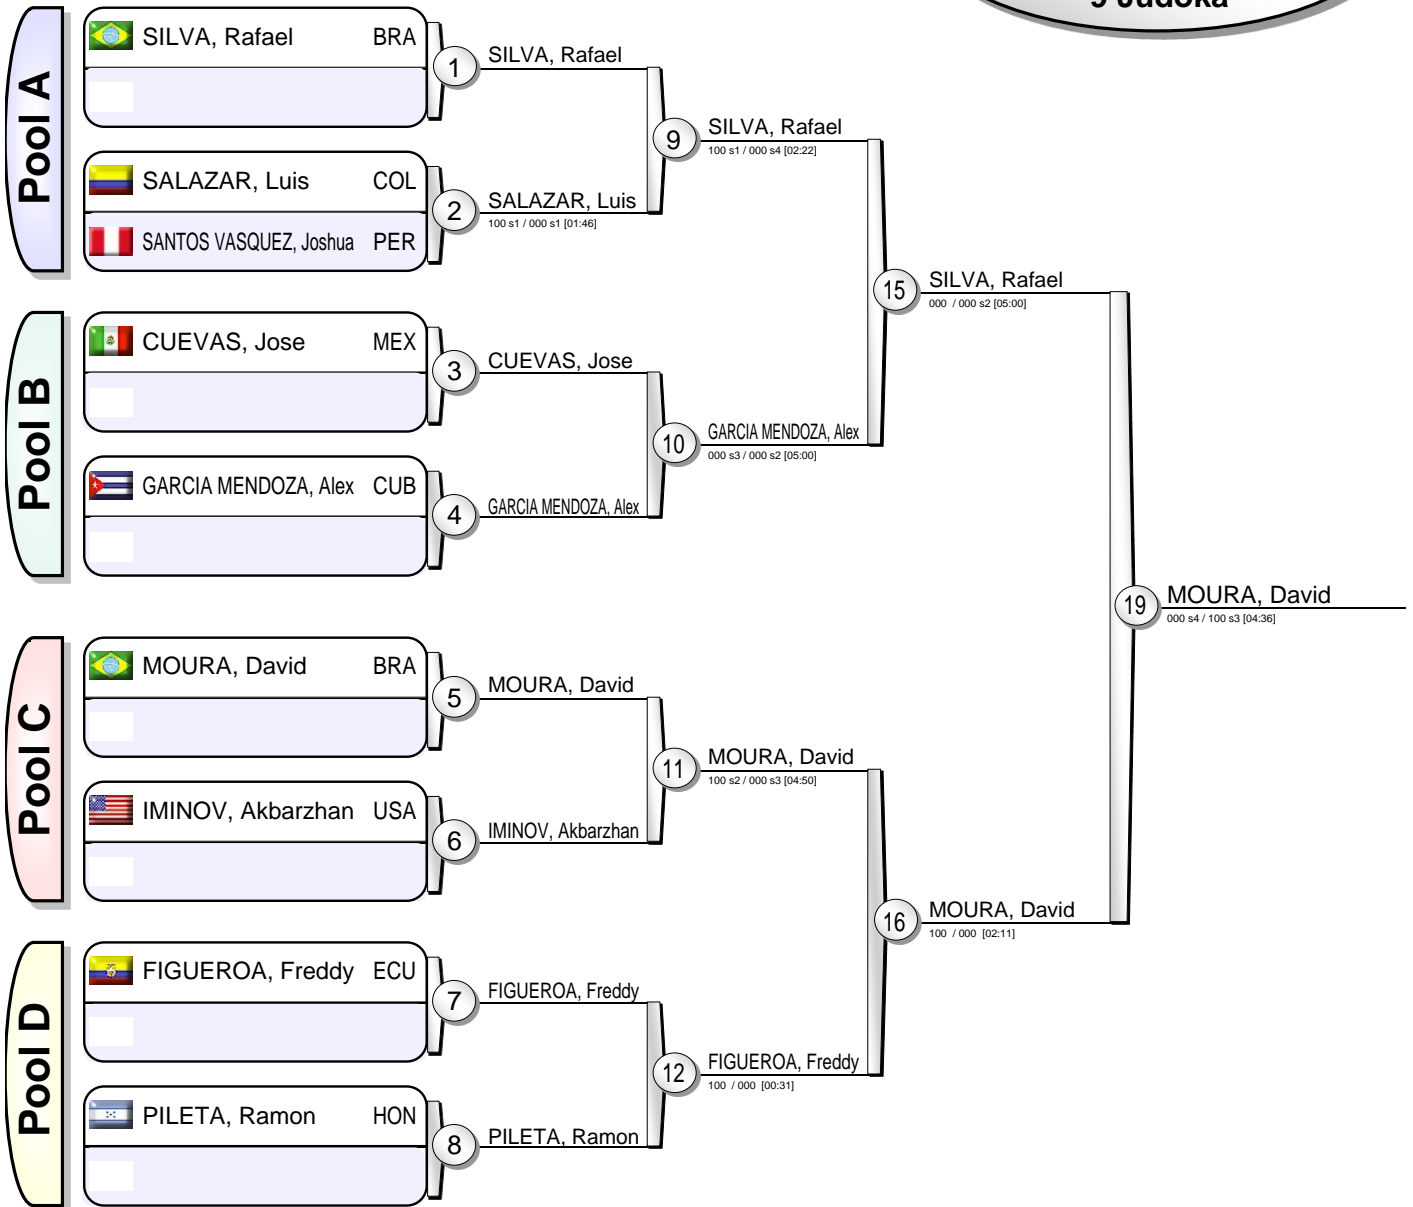 9 Judoka
Pool A
SILVA, Rafael BRA
SALAZAR, Luis COL
SANTOS VASQUEZ, Joshua PER
1
SILVA, Rafael
2
SALAZAR, Luis
100 s1 / 000 s1 [01:46]
9
SILVA, Rafael
100 s1 / 000 s4 [02:22]
Pool B
CUEVAS, Jose MEX
GARCIA MENDOZA, Alex CUB
3
CUEVAS, Jose
4
GARCIA MENDOZA, Alex
10
GARCIA MENDOZA, Alex
000 s3 / 000 s2 [05:00]
15
SILVA, Rafael
000 / 000 s2 [05:00]
Pool C
MOURA, David BRA
IMINOV, Akbarzhan USA
5
MOURA, David
6
IMINOV, Akbarzhan
11
MOURA, David
100 s2 / 000 s3 [04:50]
Pool D
FIGUEROA, Freddy ECU
PILETA, Ramon HON
7
FIGUEROA, Freddy
8
PILETA, Ramon
12
FIGUEROA, Freddy
100 / 000 [00:31]
16
MOURA, David
100 / 000 [02:11]
19
MOURA, David
000 s4 / 100 s3 [04:36]